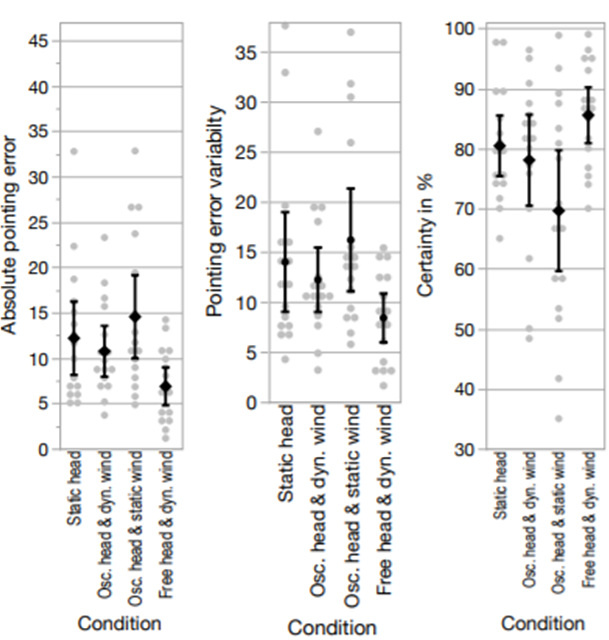 Absolute pointing error
45
40
35
30
25
20
15
10
5
0
Static head
Osc. head & dyn. wind
Osc. head & static wind
Free head & dyn. wind
Condition
Pointing error variabilty
35
30
25
20
15
10
5
0
Static head
Osc. head & dyn. wind
Osc. head & static wind
Free head & dyn. wind
Condition
Certainty in %
100
90
80
70
60
50
40
30
Static head
Osc. head & dyn. wind
Osc. head & static wind
Free head & dyn. wind
Condition